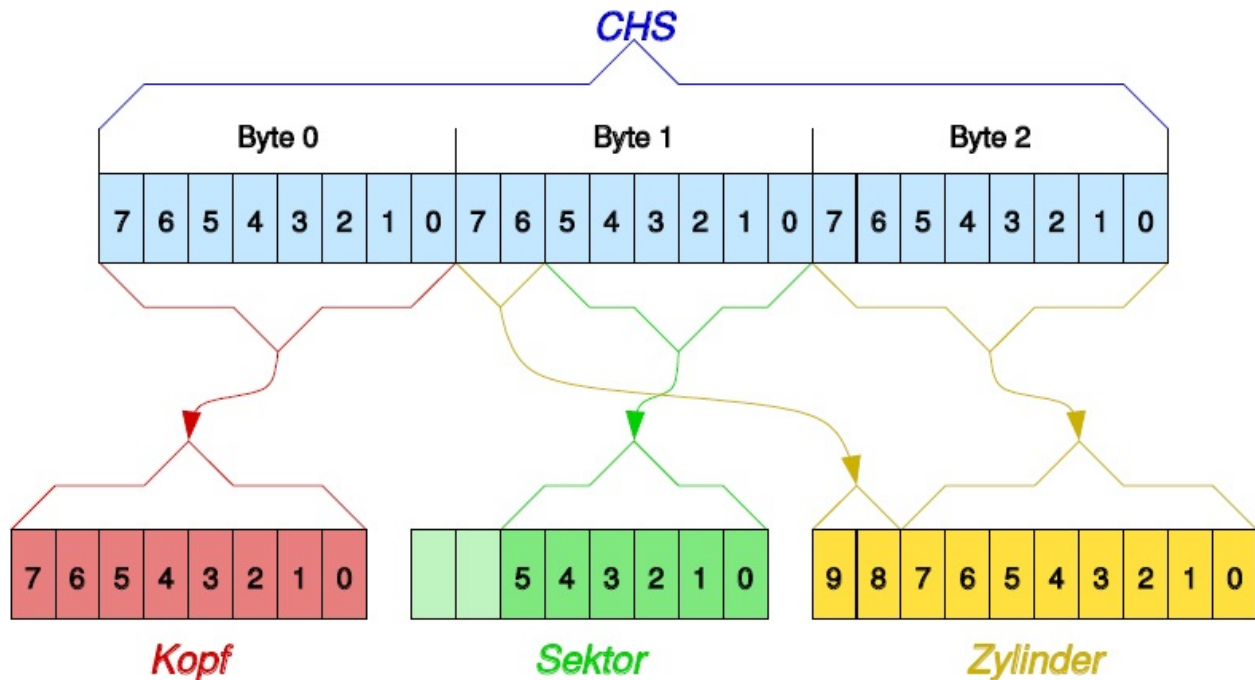 CHS
Byte 0 Byte 1 Byte 2
7 6 5 4 3 2 1 0 7 6 5 4 3 2 1 0 7 6 5 4 3 2 1 0
7 6 5 4 3 2 1 0 5 4 3 2 1 0 9 8 7 6 5 4 3 2 1 0
Kopf Sektor Zylinder